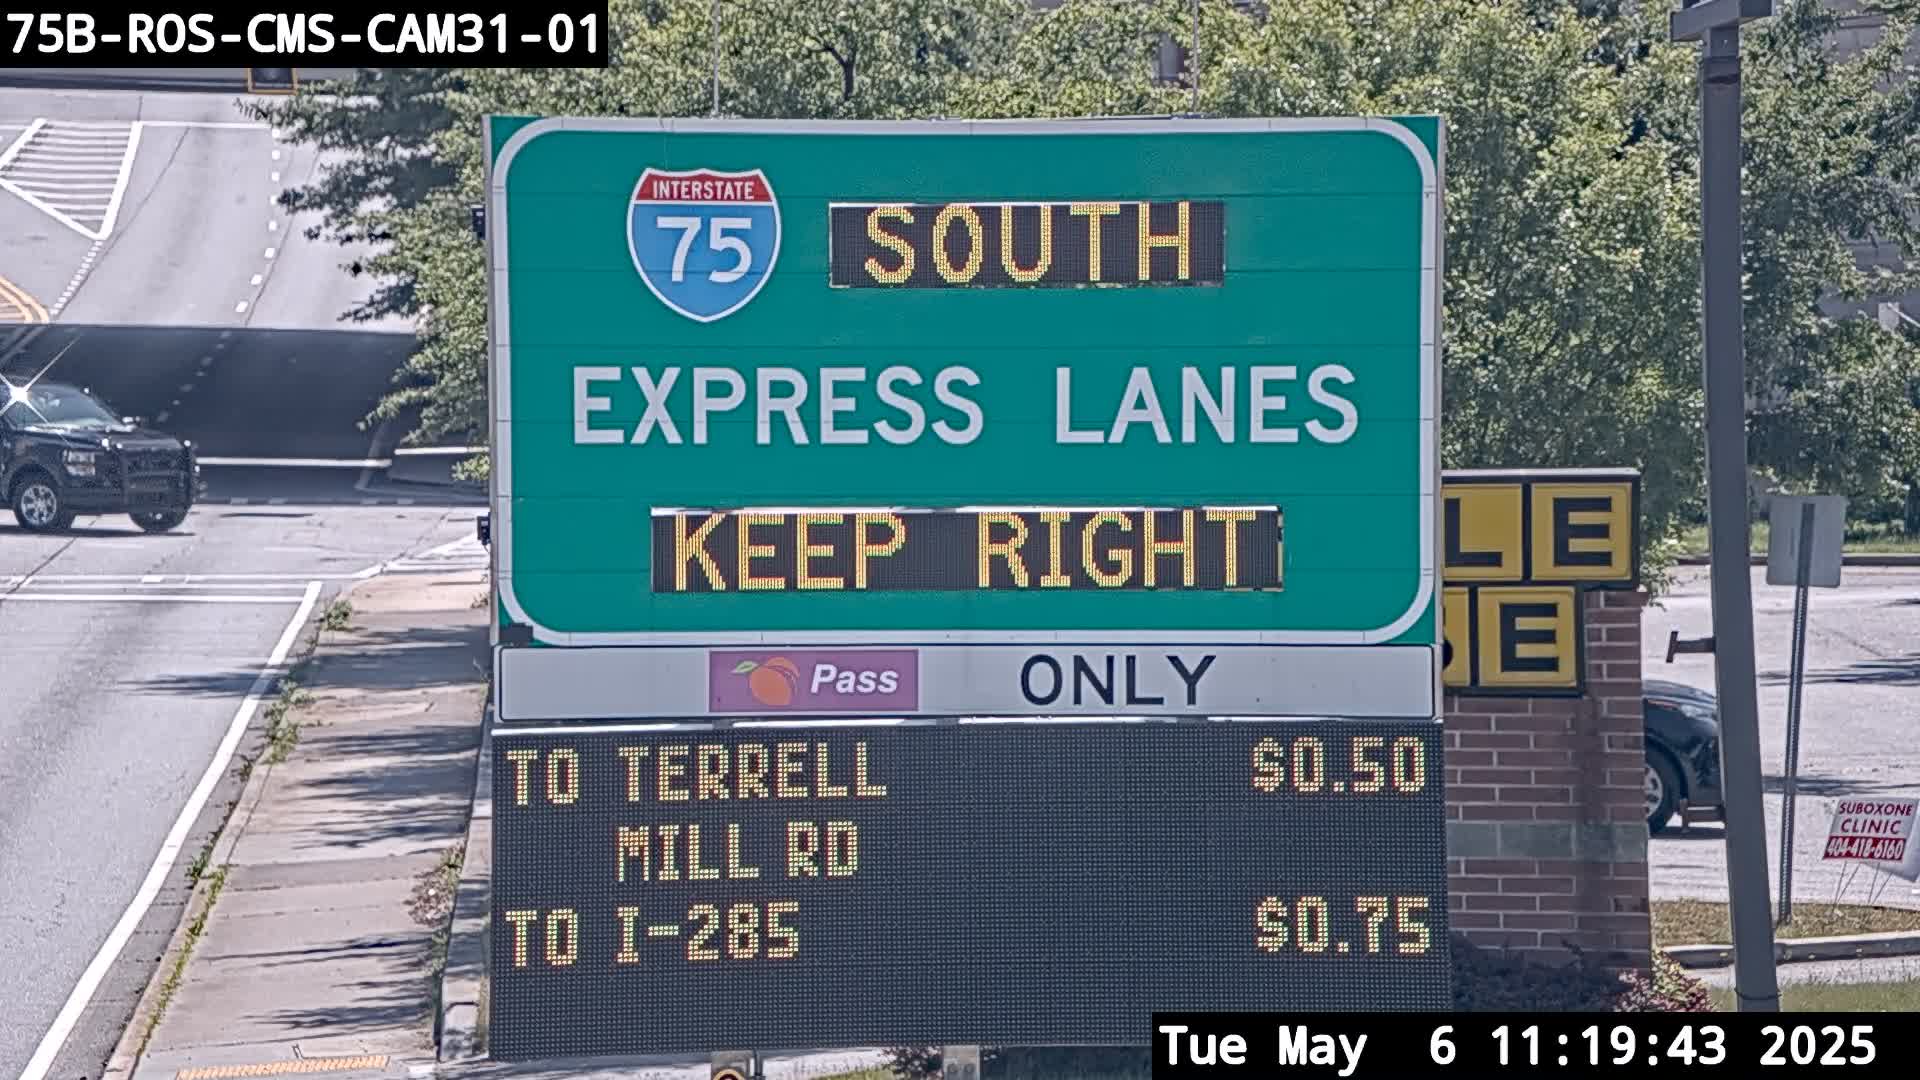 75B-ROS-CMS-CAM31-01
INTERSTATE
75
SOUTH
EXPRESS LANES
KEEP RIGHT
Pass ONLY
TO TERRELL $0.50
MILL RD
TO I-285 $0.75
LE
E
SUBOXONE
CLINIC
404-418-6160
Tue May 6 11:19:43 2025